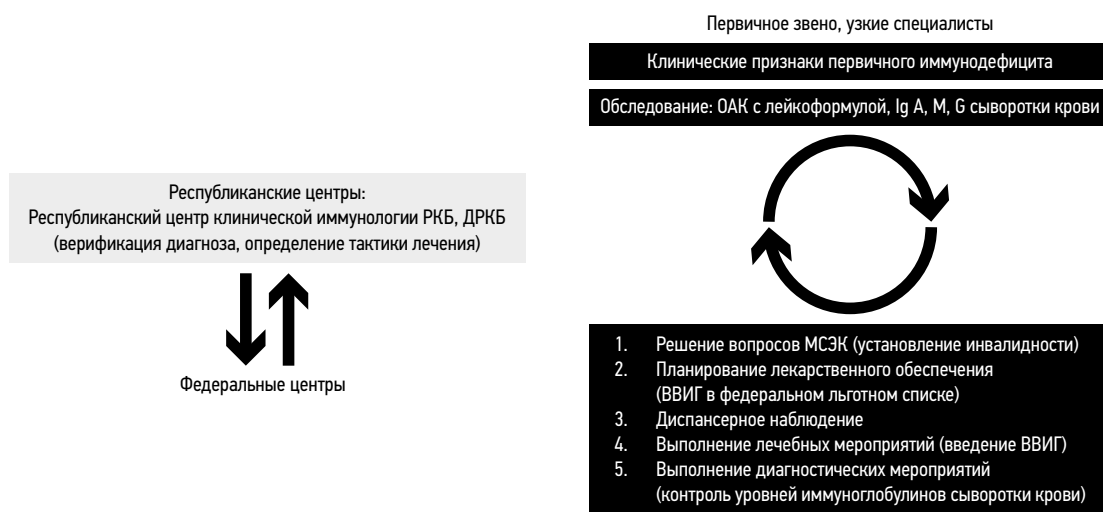 Первичное звено, узкие специалисты
Клинические признаки первичного иммунодефицита
Обследование: ОАК с лейкоформулой, Ig A, M, G сыворотки крови
Республиканские центры:
Республиканский центр клинической иммунологии РКБ, ДРКБ
(верификация диагноза, определение тактики лечения)
Федеральные центры
1. Решение вопросов МСЭК (установление инвалидности)
2. Планирование лекарственного обеспечения
(ВВИГ в федеральном льготном списке)
3. Диспансерное наблюдение
4. Выполнение лечебных мероприятий (введение ВВИГ)
5. Выполнение диагностических мероприятий
(контроль уровней иммуноглобулинов сыворотки крови)